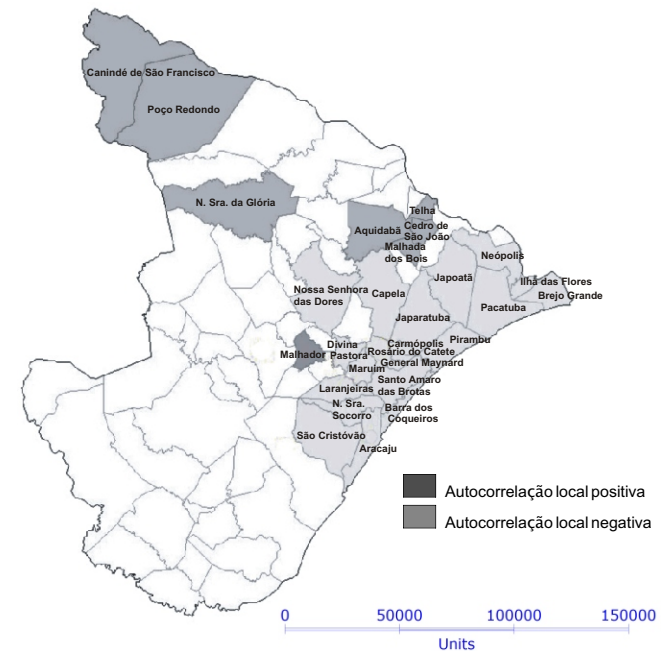 Canindé de São Francisco
Poço Redondo
N. Sra. da Glória
Telha
Aquidabã
Cedro de
São João
Malhada
dos Bois
Neópolis
Japoatã
Ilha das Flores
Brejo Grande
Nossa Senhora
das Dores
Capela
Pacatuba
Japaratuba
Pirambu
Carmópolis
Divina
Pastora
Rosário do Catete
Malhador
General Maynard
Maruim
Santo Amaro
das Brotas
Laranjeiras
N. Sra.
Socorro
Barra dos
Coqueiros
São Cristóvão
Aracaju
Autocorrelação local positiva
Autocorrelação local negativa
0 50000 100000 150000
Units